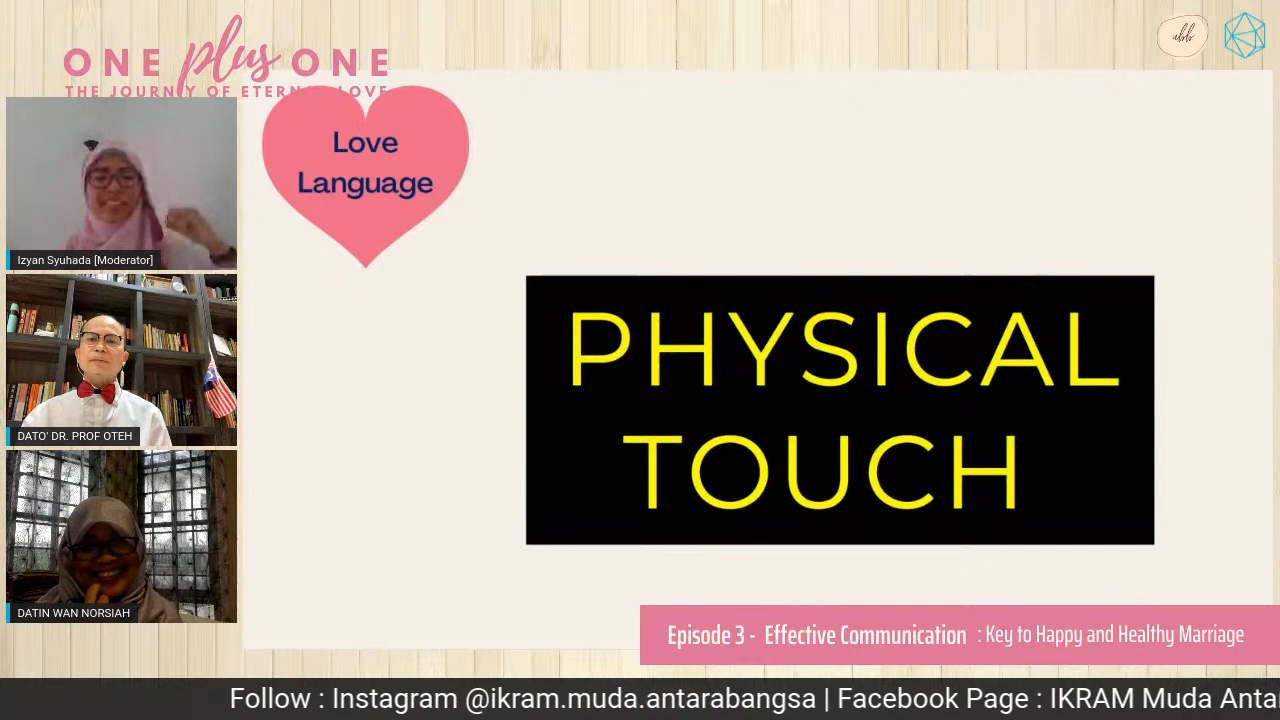 ONE plus ONE
THE JOURNEY OF ETERNAL LOVE
Love
Language
Izyan Syuhada [Moderator]
DATO' DR. PROF OTEH
DATIN WAN NORSIAH
PHYSICAL
TOUCH
Episode 3 - Effective Communication : Key to Happy and Healthy Marriage
Follow : Instagram @ikram.muda.antarabangsa | Facebook Page : IKRAM Muda Antar